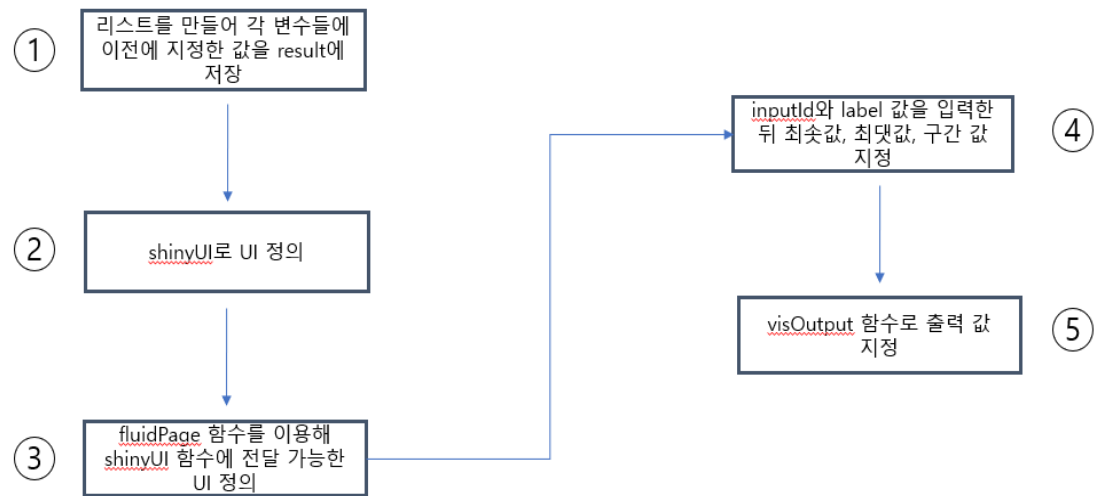 ①
리스트를 만들어 각 변수들에
이전에 지정한 값을 result에
저장
②
shinyUI로 UI 정의
③
fluidPage 함수를 이용해
shinyUI 함수에 전달 가능한
UI 정의
④
inputId와 label 값을 입력한
뒤 최솟값, 최댓값, 구간 값
지정
⑤
visOutput 함수로 출력 값
지정